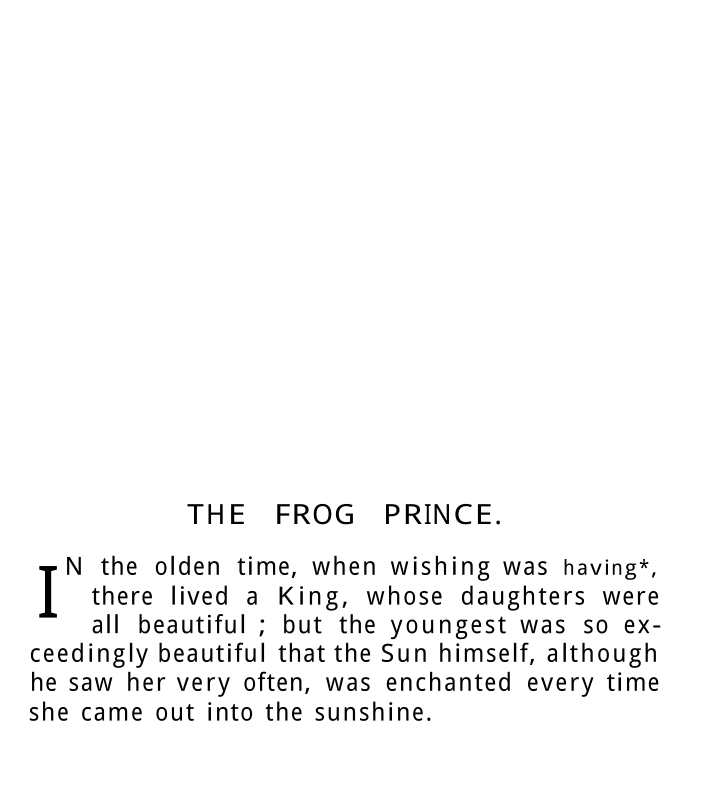 THE FROG PRINCE.
IN the olden time, when wishing was having*,
there lived a King, whose daughters were
all beautiful ; but the youngest was so ex-
ceedingly beautiful that the Sun himself, although
he saw her very often, was enchanted every time
she came out into the sunshine.